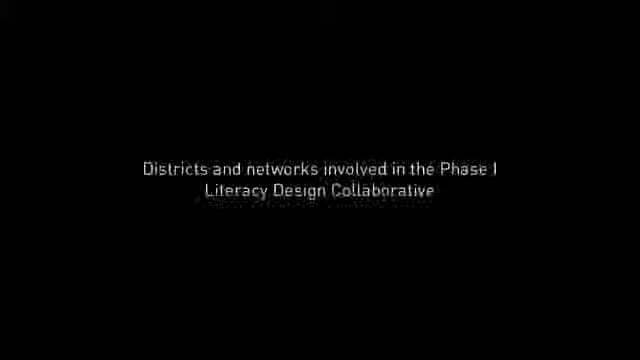 Districts and networks involved in the Phase I
Literacy Design Collaborative